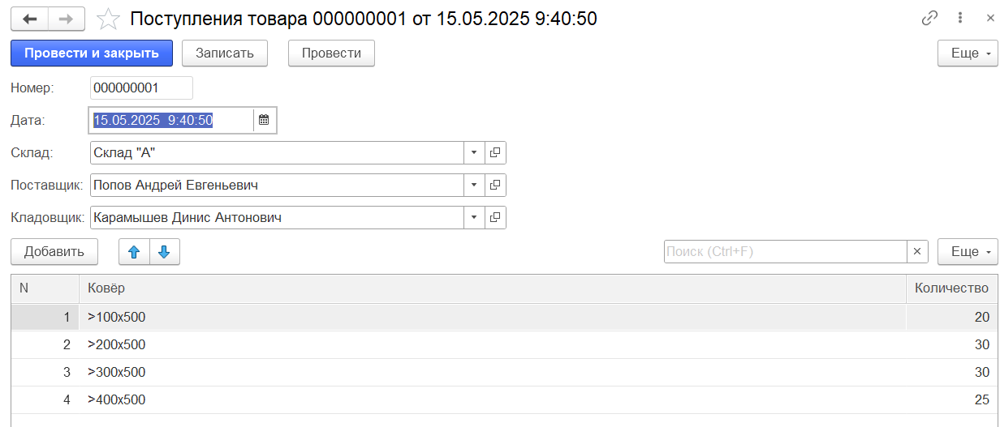 Поступления товара 000000001 от 15.05.2025 9:40:50
Провести и закрыть Записать Провести Еще
Номер: 000000001
Дата: 15.05.2025 9:40:50
Склад: Склад "А"
Поставщик: Попов Андрей Евгеньевич
Кладовщик: Карамышев Динис Антонович
Добавить Поиск (Ctrl+F) Еще
N Ковёр Количество
1 >100x500 20
2 >200x500 30
3 >300x500 30
4 >400x500 25